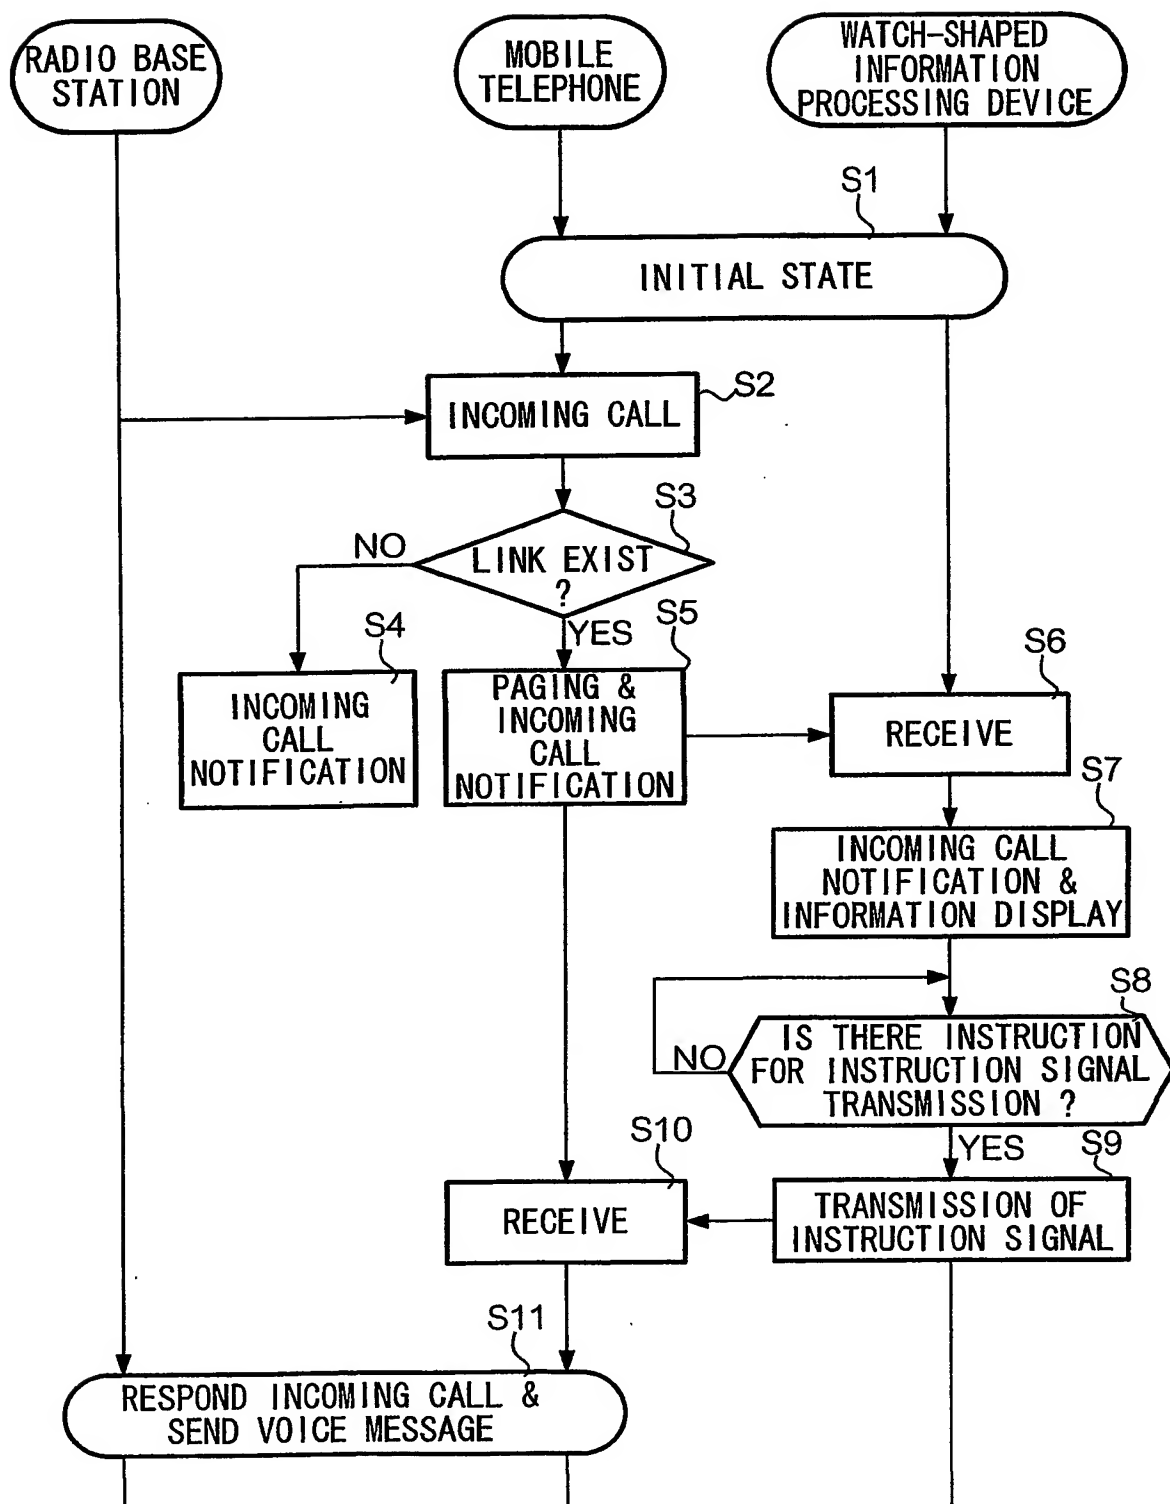 RADIO BASE
STATION
MOBILE
TELEPHONE
WATCH-SHAPED
INFORMATION
PROCESSING DEVICE
S1
INITIAL STATE
S2
INCOMING CALL
S3
LINK EXIST
?
NO
YES
S4
INCOMING
CALL
NOTIFICATION
S5
PAGING &
INCOMING
CALL
NOTIFICATION
S6
RECEIVE
S7
INCOMING CALL
NOTIFICATION &
INFORMATION DISPLAY
S8
IS THERE INSTRUCTION
FOR INSTRUCTION SIGNAL
TRANSMISSION ?
NO
YES
S9
TRANSMISSION OF
INSTRUCTION SIGNAL
S10
RECEIVE
S11
RESPOND INCOMING CALL &
SEND VOICE MESSAGE